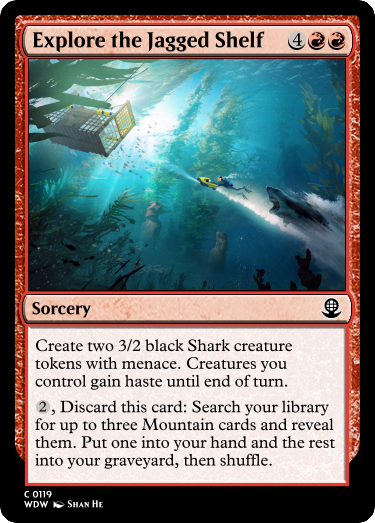 Explore the Jagged Shelf 4
Sorcery
Create two 3/2 black Shark creature
tokens with menace. Creatures you
control gain haste until end of turn.
2, Discard this card: Search your library
for up to three Mountain cards and reveal
them. Put one into your hand and the rest
into your graveyard, then shuffle.
C 0119
WDW Shan He